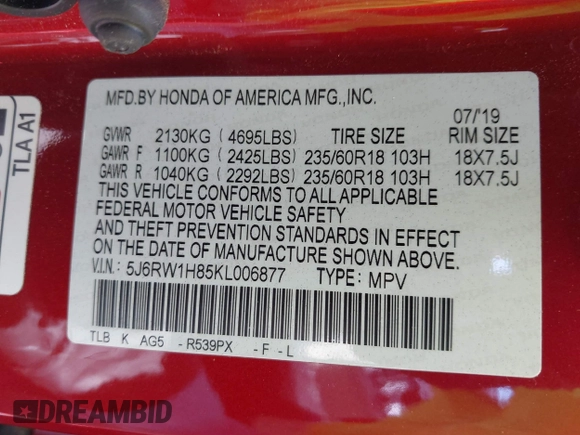 MFD.BY HONDA OF AMERICA MFG.,INC.
07/'19
GVWR 2130KG (4695LBS) TIRE SIZE RIM SIZE
GAWR F 1100KG (2425LBS) 235/60R18 103H 18X7.5J
GAWR R 1040KG (2292LBS) 235/60R18 103H 18X7.5J
THIS VEHICLE CONFORMS TO ALL APPLICABLE
FEDERAL MOTOR VEHICLE SAFETY
AND THEFT PREVENTION STANDARDS IN EFFECT
ON THE DATE OF MANUFACTURE SHOWN ABOVE.
V.I.N.: 5J6RW1H85KL006877 TYPE: MPV
TLB K AG5 -R539PX -F-L
TLA A1
DREAMBID